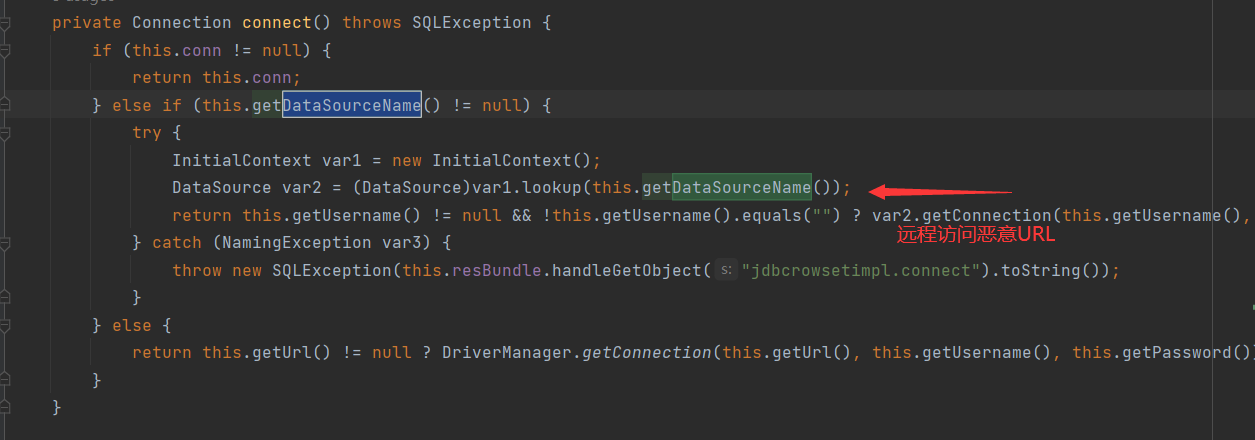 private Connection connect() throws SQLException {
if (this.conn != null) {
return this.conn;
} else if (this.getDataSourceName() != null) {
try {
InitialContext var1 = new InitialContext();
DataSource var2 = (DataSource)var1.lookup(this.getDataSourceName());
return this.getUsername() != null && !this.getUsername().equals("") ? var2.getConnection(this.getUsername(),
远程访问恶意URL
} catch (NamingException var3) {
throw new SQLException(this.resBundle.handleGetObject( s: "jdbcrowsetimpl.connect").toString());
}
} else {
return this.getUrl() != null ? DriverManager.getConnection(this.getUrl(), this.getUsername(), this.getPassword())
}
}